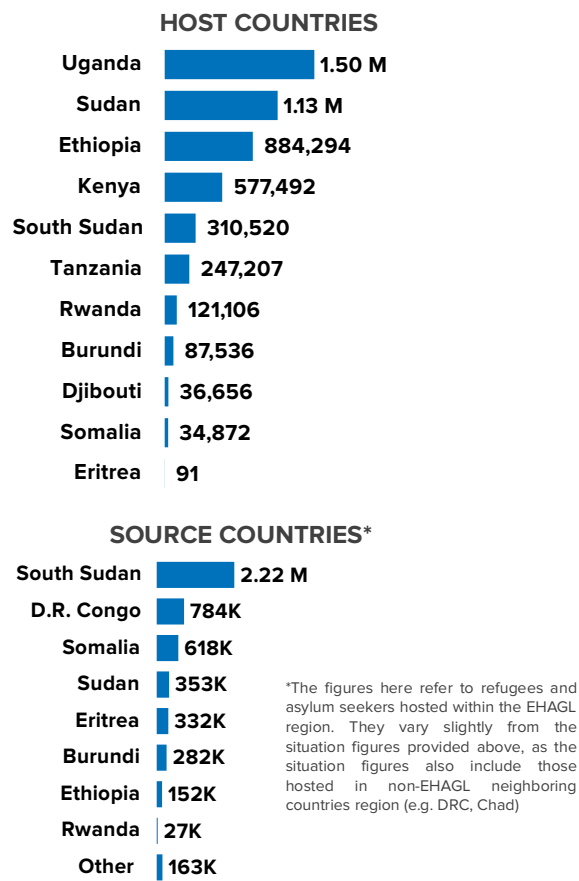 HOST COUNTRIES
Uganda 1.50 M
Sudan 1.13 M
Ethiopia 884,294
Kenya 577,492
South Sudan 310,520
Tanzania 247,207
Rwanda 121,106
Burundi 87,536
Djibouti 36,656
Somalia 34,872
Eritrea 91
SOURCE COUNTRIES*
South Sudan 2.22 M
D.R. Congo 784K
Somalia 618K
Sudan 353K
Eritrea 332K
Burundi 282K
Ethiopia 152K
Rwanda 27K
Other 163K
*The figures here refer to refugees and
asylum seekers hosted within the EHAGL
region. They vary slightly from the
situation figures provided above, as the
situation figures also include those
hosted in non-EHAGL neighboring
countries region (e.g. DRC, Chad)